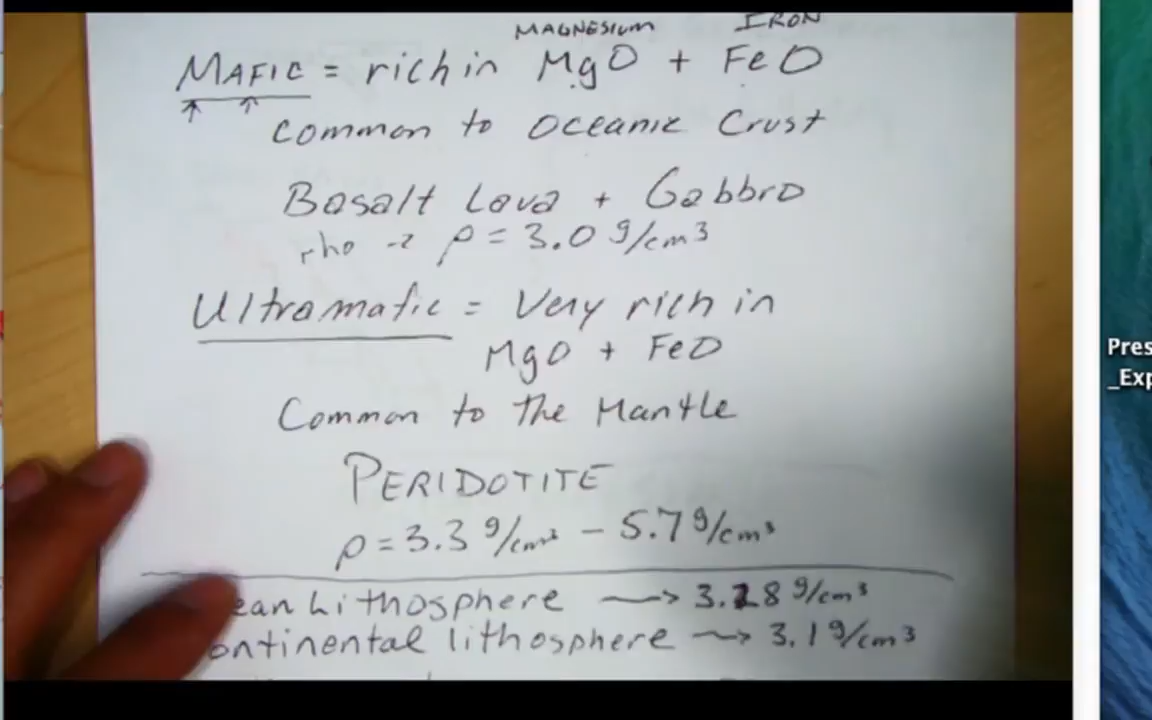 MAGNESIUM IRON
MAFIC = rich in MgO + FeO
Common to Oceanic Crust
Basalt Lava + Gabbro
rho → ρ = 3.0 g/cm3
Ultramafic = Very rich in
MgO + FeO
Common to The Mantle
PERIDOTITE
ρ = 3.3 g/cm3 – 5.7 g/cm3
ean Lithosphere → 3.28 g/cm3
ontinental lithosphere → 3.1 g/cm3
Pres
_Exp